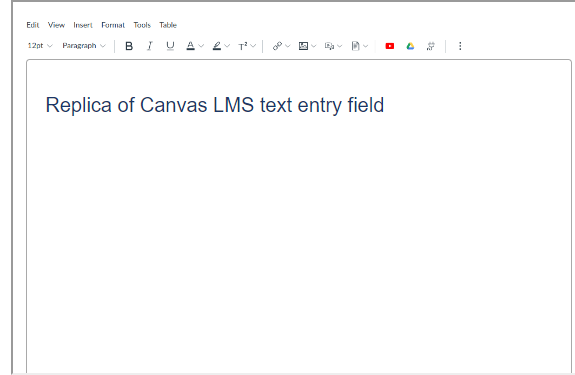 Edit View Insert Format Tools Table
12pt Paragraph B I U A T²
Replica of Canvas LMS text entry field